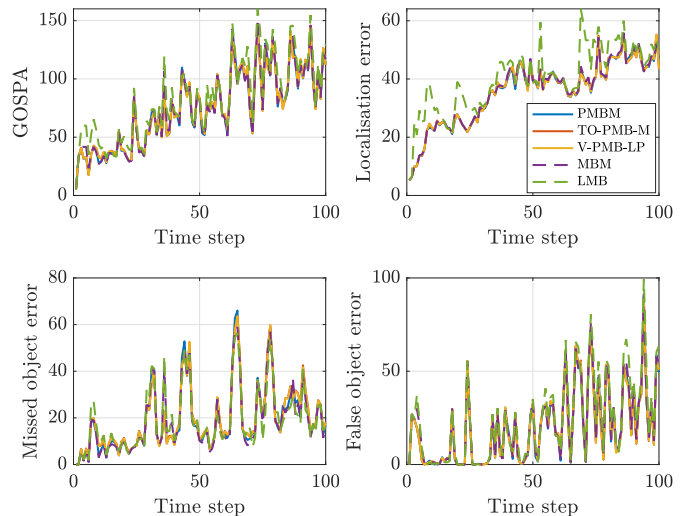 GOSPA
150
100
50
0
0
50
100
Time step
Localisation error
60
40
20
0
0
50
100
Time step
PMBM
TO-PMB-M
V-PMB-LP
MBM
LMB
Missed object error
80
60
40
20
0
0
50
100
Time step
False object error
100
50
0
0
50
100
Time step